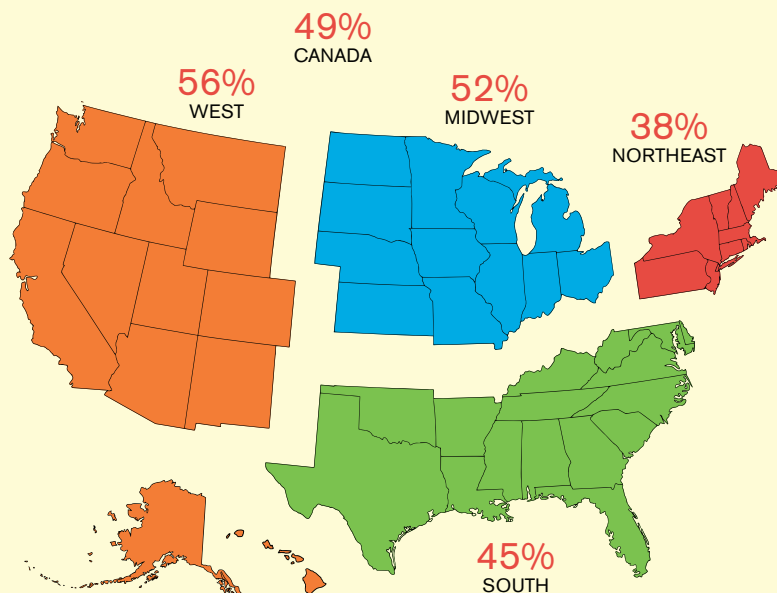 49%
CANADA
56%
WEST
52%
MIDWEST
38%
NORTHEAST
45%
SOUTH